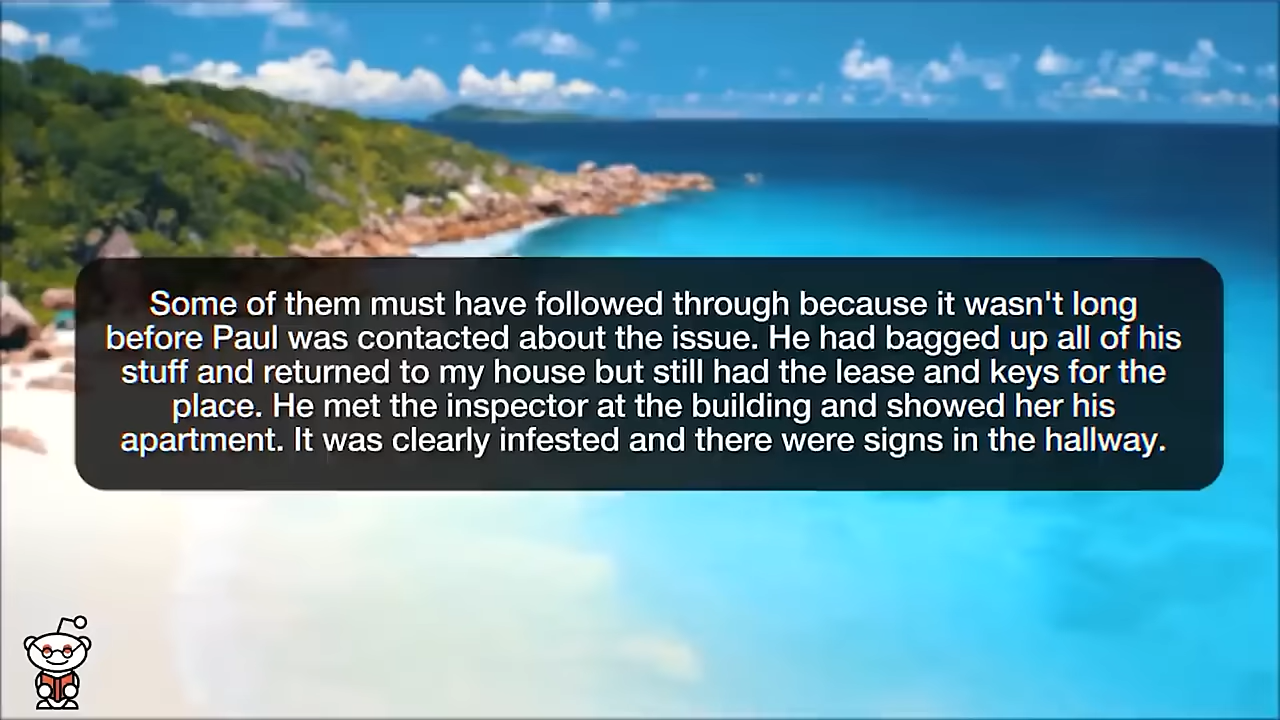 Some of them must have followed through because it wasn't long
before Paul was contacted about the issue. He had bagged up all of his
stuff and returned to my house but still had the lease and keys for the
place. He met the inspector at the building and showed her his
apartment. It was clearly infested and there were signs in the hallway.